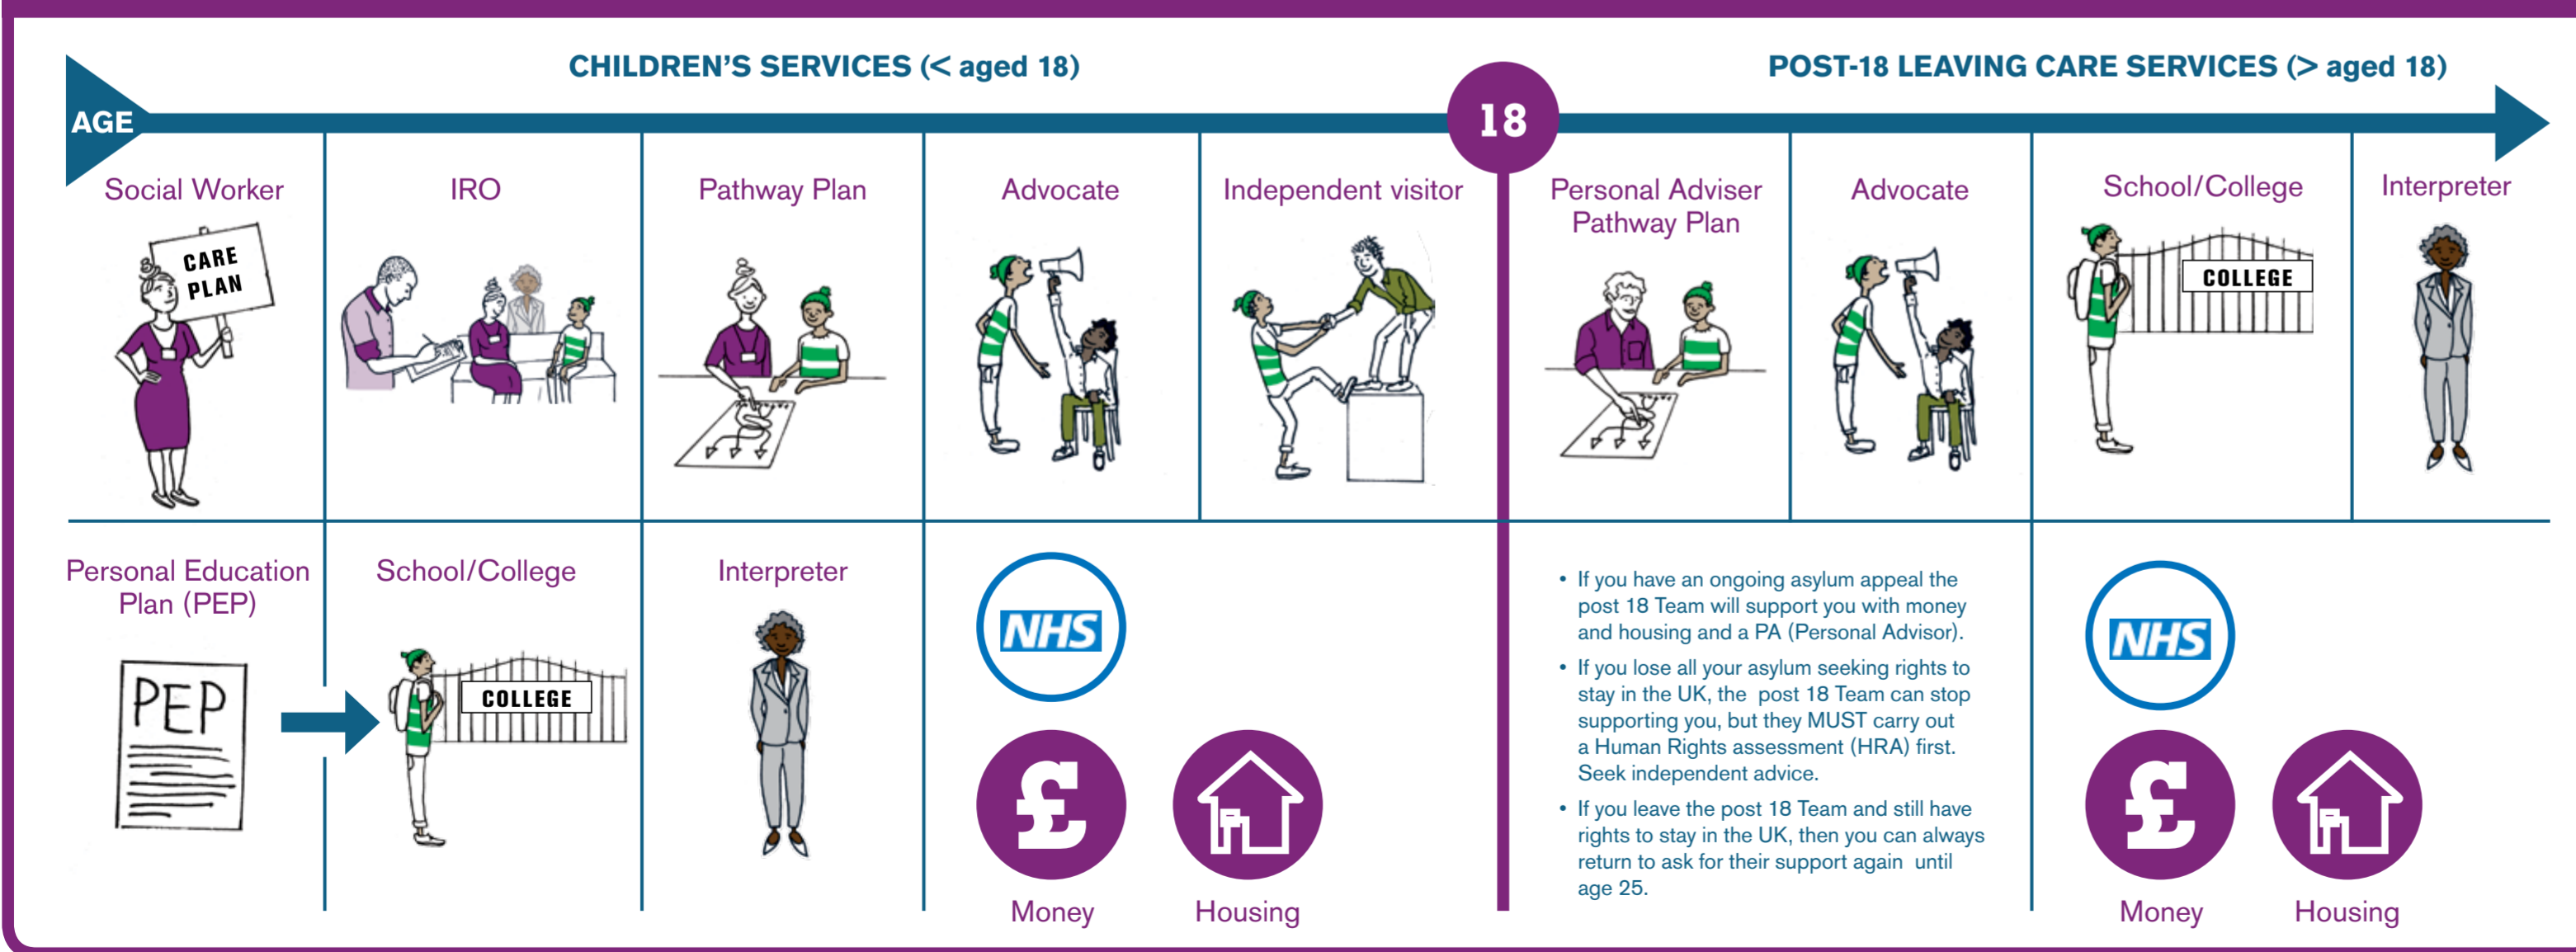 CHILDREN'S SERVICES (< aged 18)
POST-18 LEAVING CARE SERVICES (> aged 18)
AGE
18
Social Worker
CARE
PLAN
IRO
Pathway Plan
Advocate
Independent visitor
Personal Adviser
Pathway Plan
Advocate
School/College
COLLEGE
Interpreter
Personal Education
Plan (PEP)
PEP
School/College
COLLEGE
Interpreter
NHS
£
Money
Housing
• If you have an ongoing asylum appeal the
post 18 Team will support you with money
and housing and a PA (Personal Advisor).
• If you lose all your asylum seeking rights to
stay in the UK, the post 18 Team can stop
supporting you, but they MUST carry out
a Human Rights assessment (HRA) first.
Seek independent advice.
• If you leave the post 18 Team and still have
rights to stay in the UK, then you can always
return to ask for their support again until
age 25.
NHS
£
Money
Housing